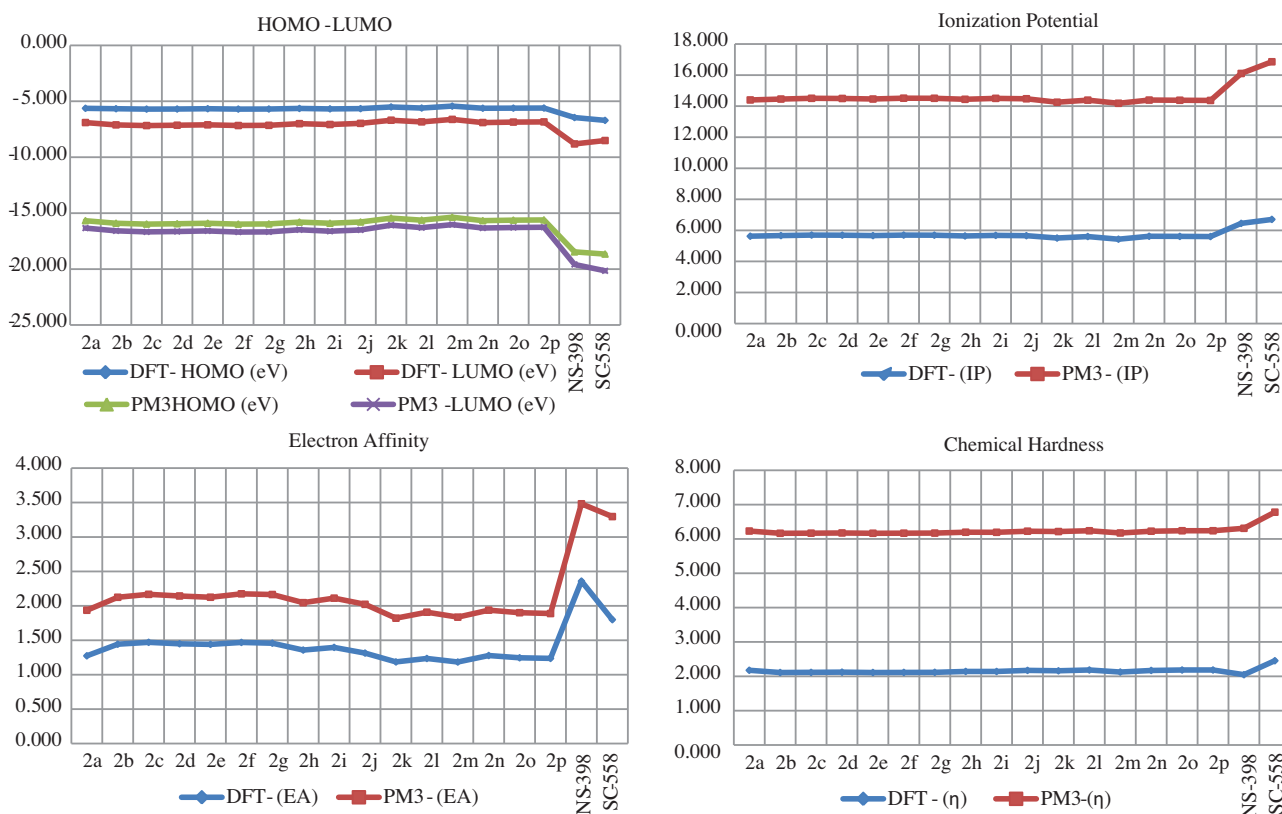 HOMO -LUMO
0.000
-5.000
-10.000
-15.000
-20.000
-25.000
2a 2b 2c 2d 2e 2f 2g 2h 2i 2j 2k 2l 2m 2n 2o 2p NS-398 SC-558
DFT- HOMO (eV) DFT- LUMO (eV)
PM3HOMO (eV) PM3 -LUMO (eV)
Ionization Potential
18.000
16.000
14.000
12.000
10.000
8.000
6.000
4.000
2.000
0.000
2a 2b 2c 2d 2e 2f 2g 2h 2i 2j 2k 2l 2m 2n 2o 2p NS-398 SC-558
DFT- (IP) PM3- (IP)
Electron Affinity
4.000
3.500
3.000
2.500
2.000
1.500
1.000
0.500
0.000
2a 2b 2c 2d 2e 2f 2g 2h 2i 2j 2k 2l 2m 2n 2o 2p NS-398 SC-558
DFT- (EA) PM3- (EA)
Chemical Hardness
8.000
7.000
6.000
5.000
4.000
3.000
2.000
1.000
0.000
2a 2b 2c 2d 2e 2f 2g 2h 2i 2j 2k 2l 2m 2n 2o 2p NS-398 SC-558
DFT - (η) PM3-(η)